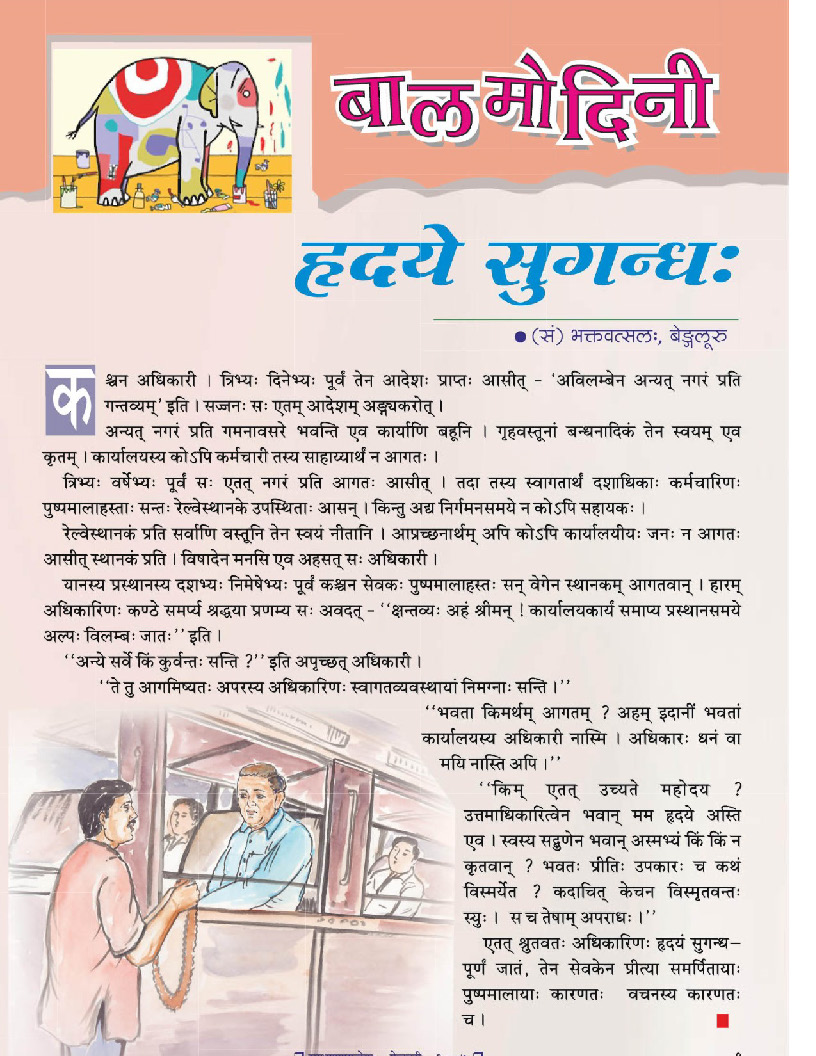 बालमोदिनी
हृदये सुगन्धः
● (सं) भक्तवत्सलः, बेङ्गलूरु
कश्चन अधिकारी । त्रिभ्यः दिनेभ्यः पूर्वं तेन आदेशः प्राप्तः आसीत् - ‘अविलम्बेन अन्यत् नगरं प्रति
गन्तव्यम्’ इति । सज्जनः सः एतम् आदेशम् अङ्ग्यकरोत् ।
अन्यत् नगरं प्रति गमनावसरे भवन्ति एव कार्याणि बहूनि । गृहवस्तूनां बन्धनादिकं तेन स्वयम् एव
कृतम् । कार्यालयस्य कोऽपि कर्मचारी तस्य साहाय्यार्थं न आगतः ।
त्रिभ्यः वर्षेभ्यः पूर्वं सः एतत् नगरं प्रति आगतः आसीत् । तदा तस्य स्वागतार्थं दशाधिकाः कर्मचारिणः
पुष्पमालाहस्ताः सन्तः रेल्वेस्थानके उपस्थिताः आसन् । किन्तु अद्य निर्गमनसमये न कोऽपि सहायकः ।
रेल्वेस्थानकं प्रति सर्वाणि वस्तूनि तेन स्वयं नीतानि । आप्रच्छनार्थम् अपि कोऽपि कार्यालयीयः जनः न आगतः
आसीत् स्थानकं प्रति । विषादेन मनसि एव अहसत् सः अधिकारी ।
यानस्य प्रस्थानस्य दशभ्यः निमेषेभ्यः पूर्वं कश्चन सेवकः पुष्पमालाहस्तः सन् वेगेन स्थानकम् आगतवान् । हारम्
अधिकारिणः कण्ठे समर्प्य श्रद्धया प्रणम्य सः अवदत् - ‘‘क्षन्तव्यः अहं श्रीमन् ! कार्यालयकार्यं समाप्य प्रस्थानसमये
अल्पः विलम्बः जातः’’ इति ।
‘‘अन्ये सर्वे किं कुर्वन्तः सन्ति ?’’ इति अपृच्छत् अधिकारी ।
‘‘ते तु आगमिष्यतः अपरस्य अधिकारिणः स्वागतव्यवस्थायां निमग्नाः सन्ति ।’’
‘‘भवता किमर्थम् आगतम् ? अहम् इदानीं भवतां
कार्यालयस्य अधिकारी नास्मि । अधिकारः धनं वा
मयि नास्ति अपि ।’’
‘‘किम् एतत् उच्यते महोदय ?
उत्तमाधिकारित्वेन भवान् मम हृदये अस्ति
एव । स्वस्य सद्गुणेन भवान् अस्मभ्यं किं किं न
कृतवान् ? भवतः प्रीतिः उपकारः च कथं
विस्मर्येत ? कदाचित् केचन विस्मृतवन्तः
स्युः । स च तेषाम् अपराधः ।’’
एतत् श्रुतवतः अधिकारिणः हृदयं सुगन्ध–
पूर्णं जातं, तेन सेवकेन प्रीत्या समर्पितायाः
पुष्पमालायाः कारणतः वचनस्य कारणतः
च ।